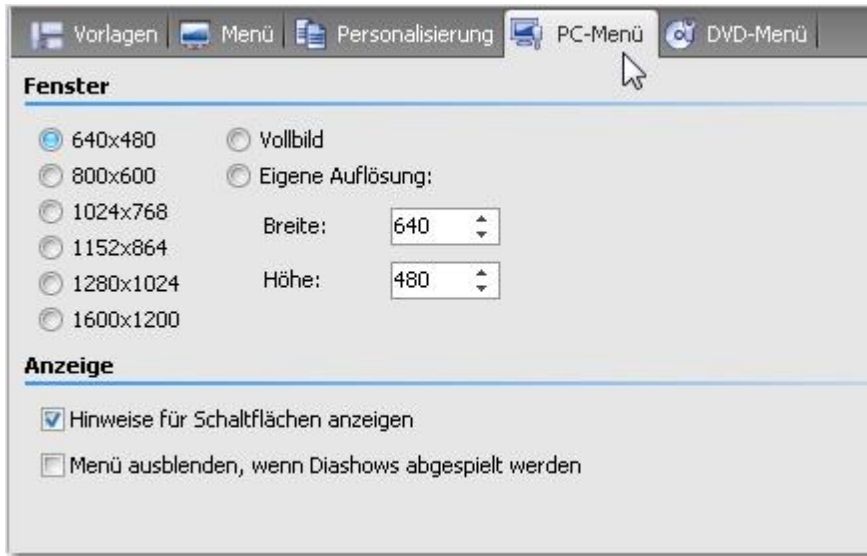 Vorlagen Menü Personalisierung PC-Menü DVD-Menü
Fenster
640x480 Vollbild
800x600 Eigene Auflösung:
1024x768
Breite: 640
1152x864
1280x1024 Höhe: 480
1600x1200
Anzeige
Hinweise für Schaltflächen anzeigen
Menü ausblenden, wenn Diashows abgespielt werden